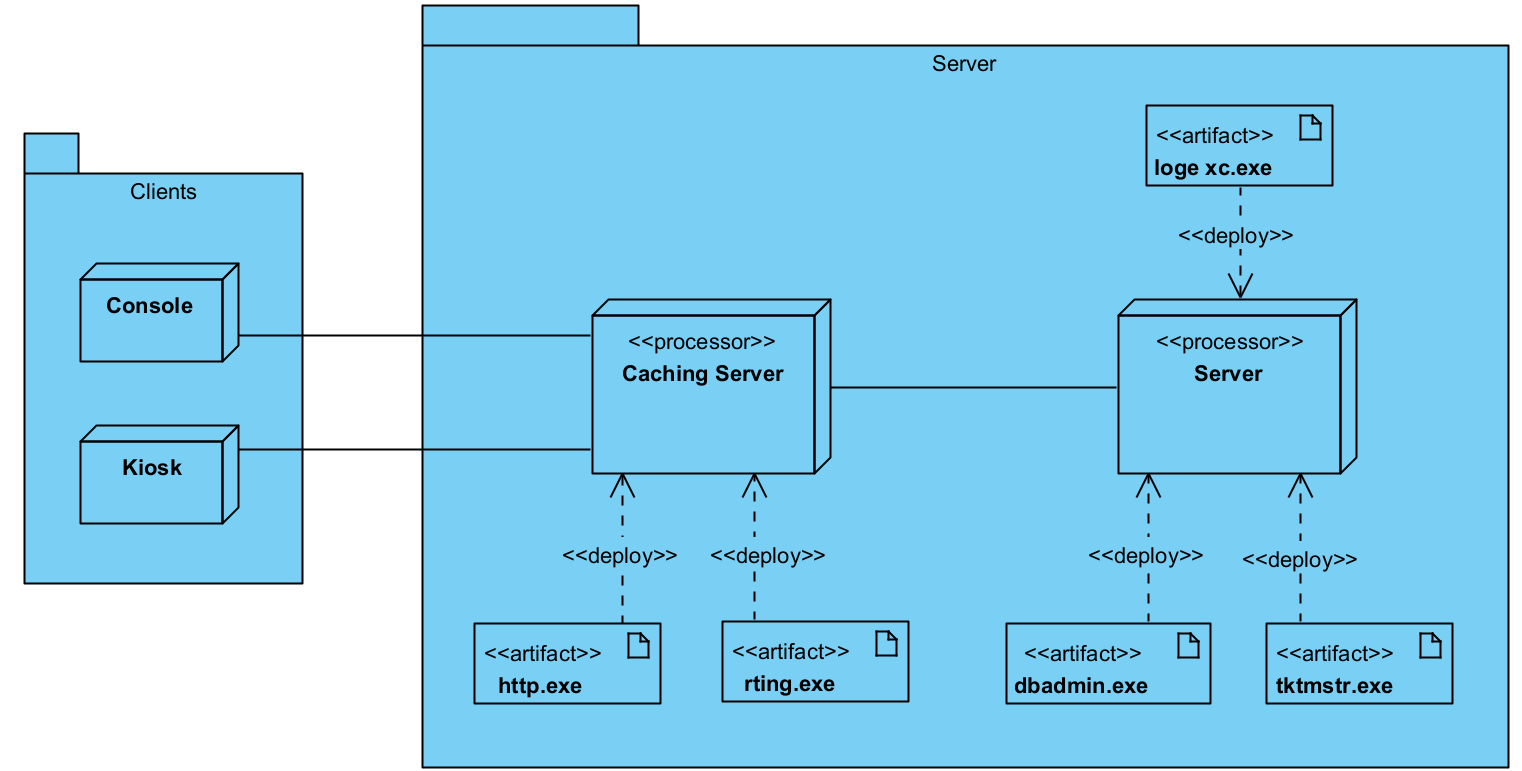 Server
<<artifact>>
loge xc.exe
<<deploy>>
Clients
Console
Kiosk
<<processor>>
Caching Server
<<processor>>
Server
<<deploy>>
<<deploy>>
<<deploy>>
<<deploy>>
<<artifact>>
http.exe
<<artifact>>
rting.exe
<<artifact>>
dbadmin.exe
<<artifact>>
tktmstr.exe